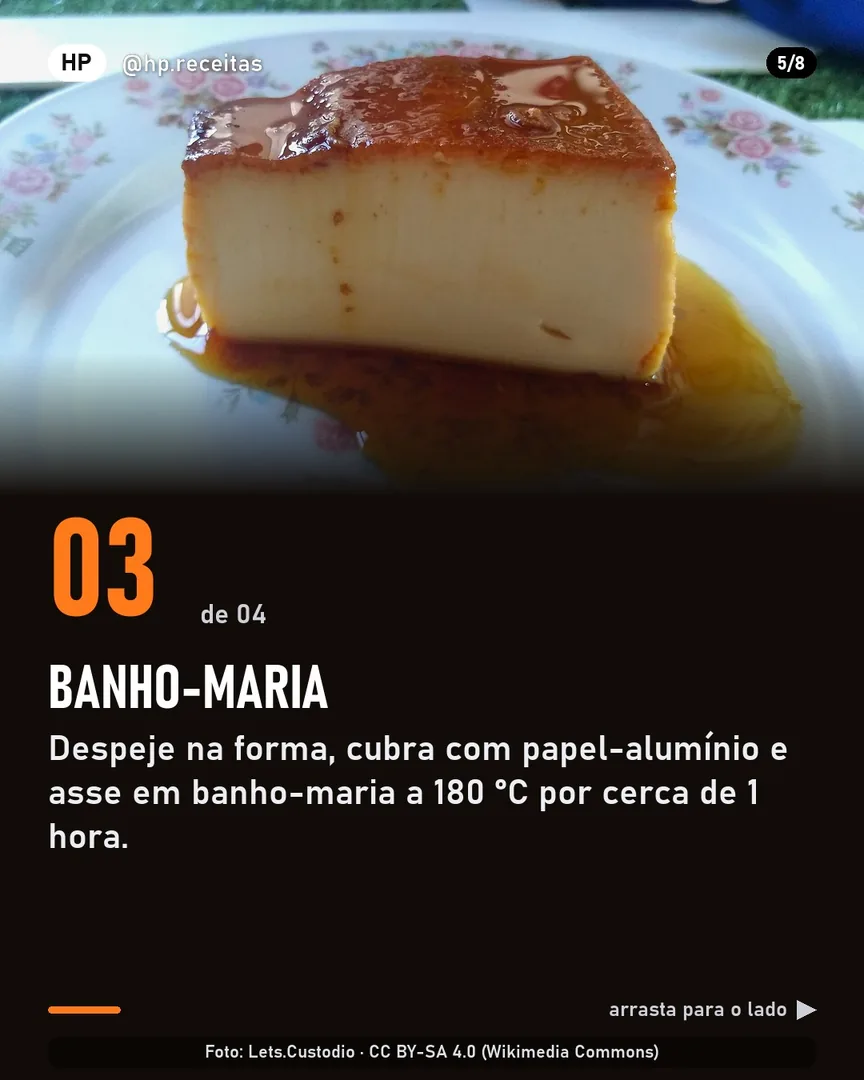 HP @hp.receitas 5/8
03 de 04
BANHO-MARIA
Despeje na forma, cubra com papel-alumínio e
asse em banho-maria a 180 °C por cerca de 1
hora.
arrasta para o lado ▶
Foto: Lets.Custodio · CC BY-SA 4.0 (Wikimedia Commons)